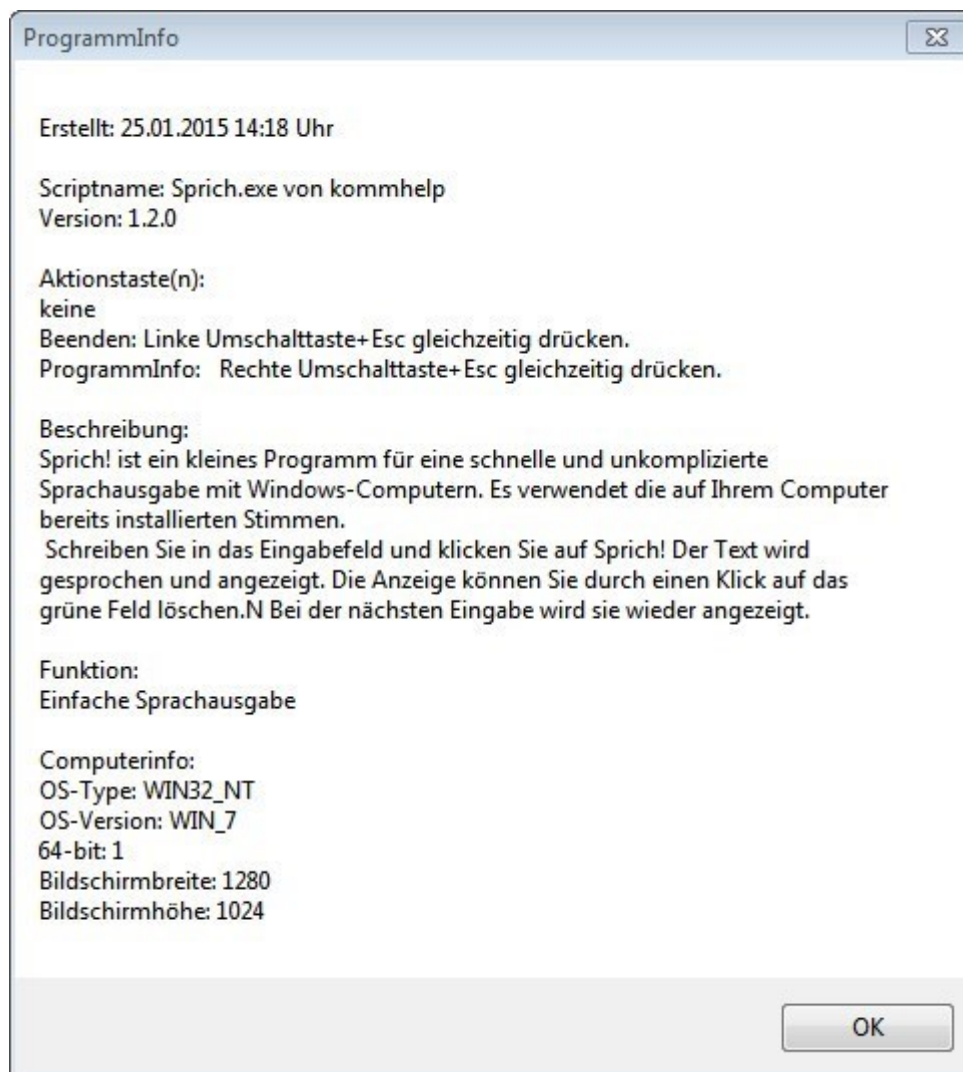 ProgrammInfo
Erstellt: 25.01.2015 14:18 Uhr
Scriptname: Sprich.exe von kommhelp
Version: 1.2.0
Aktionstaste(n):
keine
Beenden: Linke Umschalttaste+Esc gleichzeitig drücken.
ProgrammInfo:   Rechte Umschalttaste+Esc gleichzeitig drücken.
Beschreibung:
Sprich! ist ein kleines Programm für eine schnelle und unkomplizierte
Sprachausgabe mit Windows-Computern. Es verwendet die auf Ihrem Computer
bereits installierten Stimmen.
Schreiben Sie in das Eingabefeld und klicken Sie auf Sprich! Der Text wird
gesprochen und angezeigt. Die Anzeige können Sie durch einen Klick auf das
grüne Feld löschen.N Bei der nächsten Eingabe wird sie wieder angezeigt.
Funktion:
Einfache Sprachausgabe
Computerinfo:
OS-Type: WIN32_NT
OS-Version: WIN_7
64-bit: 1
Bildschirmbreite: 1280
Bildschirmhöhe: 1024
OK